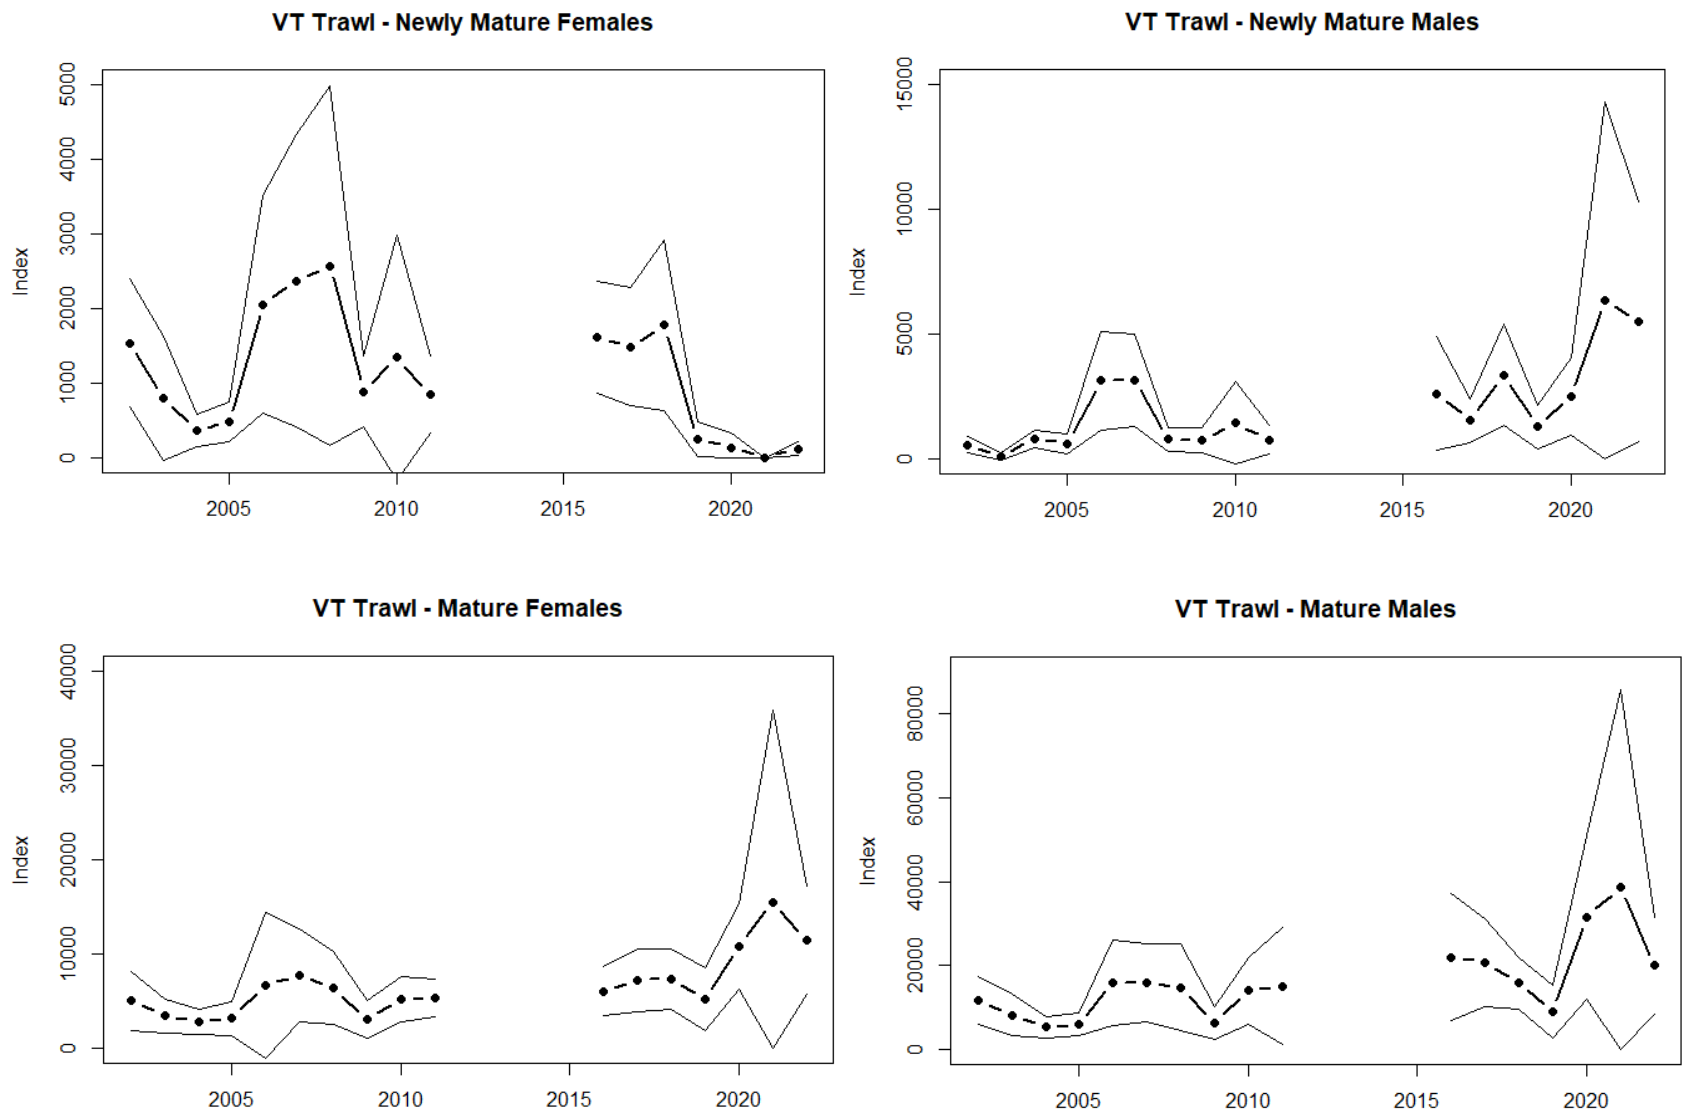 VT Trawl - Newly Mature Females
Index
5000
4000
3000
2000
1000
0
2005 2010 2015 2020
VT Trawl - Newly Mature Males
Index
15000
10000
5000
0
2005 2010 2015 2020
VT Trawl - Mature Females
Index
40000
30000
20000
10000
0
2005 2010 2015 2020
VT Trawl - Mature Males
Index
80000
60000
40000
20000
0
2005 2010 2015 2020